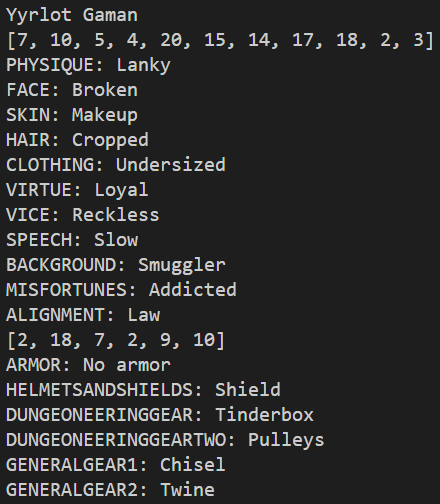 Yyrlot Gaman
[7, 10, 5, 4, 20, 15, 14, 17, 18, 2, 3]
PHYSIQUE: Lanky
FACE: Broken
SKIN: Makeup
HAIR: Cropped
CLOTHING: Undersized
VIRTUE: Loyal
VICE: Reckless
SPEECH: Slow
BACKGROUND: Smuggler
MISFORTUNES: Addicted
ALIGNMENT: Law
[2, 18, 7, 2, 9, 10]
ARMOR: No armor
HELMETSANDSHIELDS: Shield
DUNGEONEERINGGEAR: Tinderbox
DUNGEONEERINGGEARTWO: Pulleys
GENERALGEAR1: Chisel
GENERALGEAR2: Twine